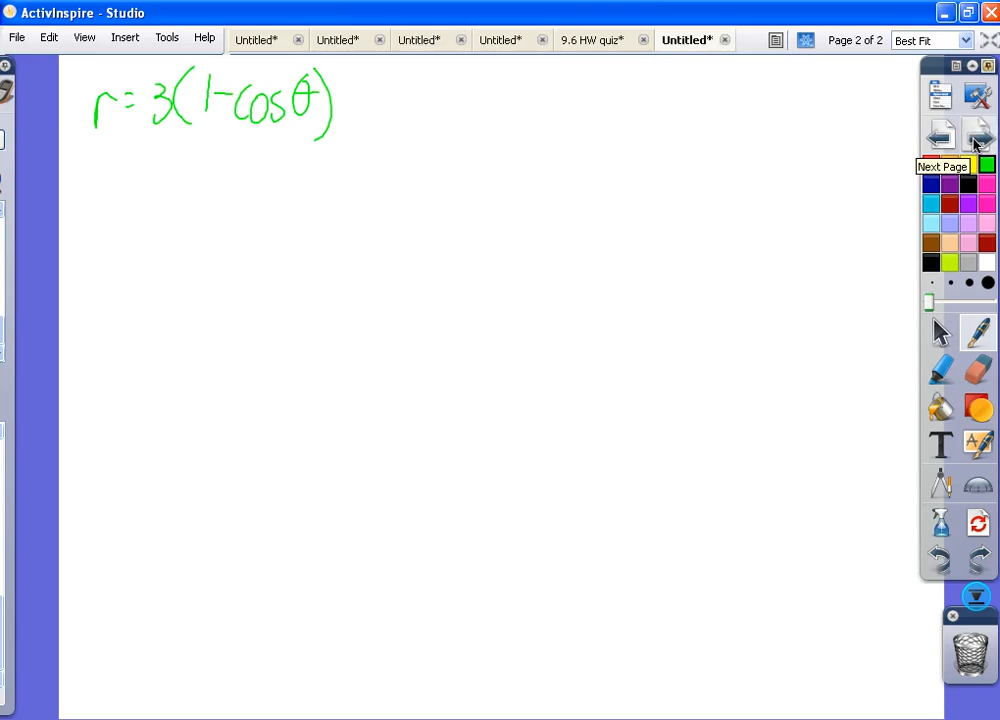 ActivInspire - Studio
File Edit View Insert Tools Help
Untitled* Untitled* Untitled* Untitled* 9.6 HW quiz* Untitled* Page 2 of 2 Best Fit
r = 3(1-cosθ)
Next Page
T
A